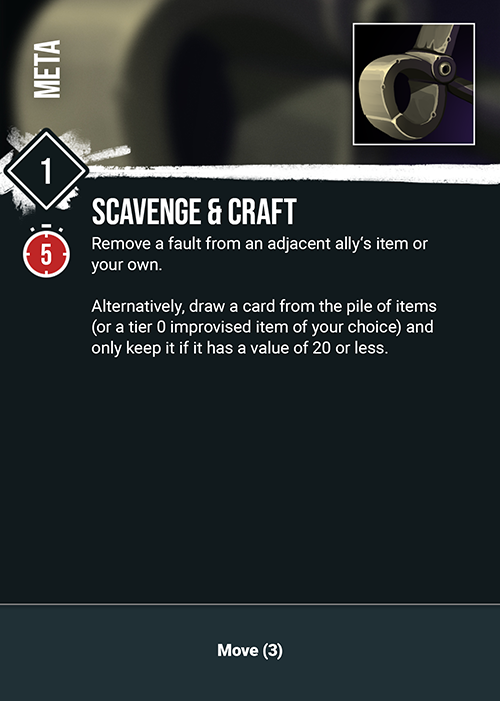 META
1
SCAVENGE & CRAFT
5
Remove a fault from an adjacent ally's item or
your own.
Alternatively, draw a card from the pile of items
(or a tier 0 improvised item of your choice) and
only keep it if it has a value of 20 or less.
Move (3)